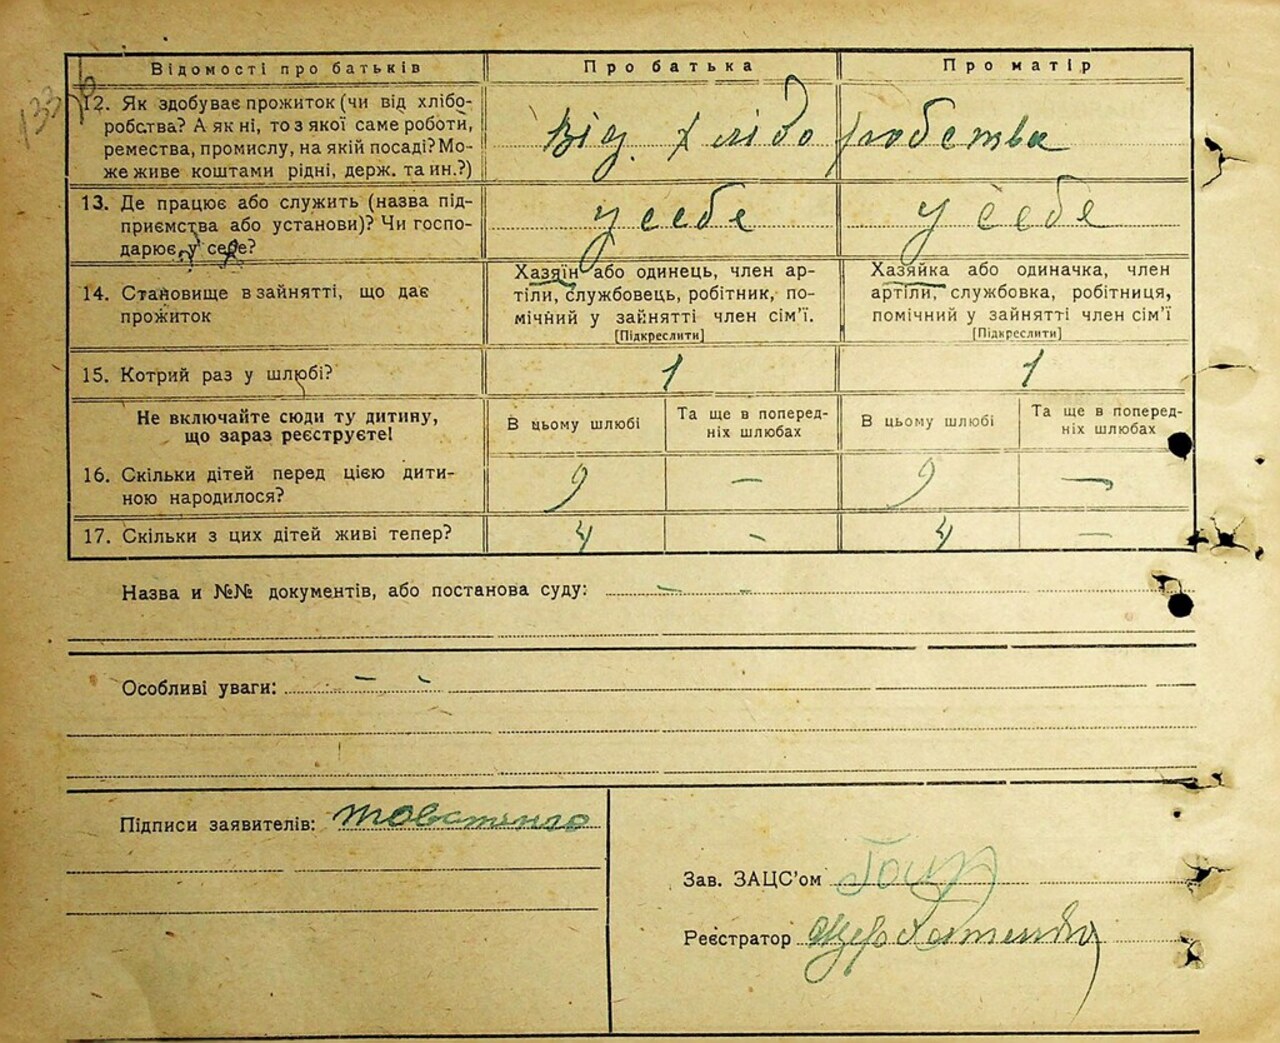 133
Відомості про батьків
Про батька
Про матір
12. Як здобуває прожиток (чи від хлібо-
робства? А як ні, то з якої саме роботи,
ремества, промислу, на якій посаді? Мо-
же живе коштами рідні, держ. та ин.?)
Від. хлібо робства
13. Де працює або служить (назва під-
приємства або установи)? Чи госпо-
дарює у себе?
у себе
у себе
14. Становище в зайнятті, що дає
прожиток
Хазяїн або одинець, член ар-
тіли, службовець, робітник, по-
мічний у зайнятті член сім'ї.
[Підкреслити]
Хазяйка або одиначка, член
артіли, службовка, робітниця,
помічний у зайнятті член сім'ї
[Підкреслити]
15. Котрий раз у шлюбі?
1
1
Не включайте сюди ту дитину,
що зараз реєструєте!
В цьому шлюбі
Та ще в поперед-
ніх шлюбах
В цьому шлюбі
Та ще в поперед-
ніх шлюбах
16. Скільки дітей перед цією дити-
ною народилося?
9
—
9
—
17. Скільки з цих дітей живі тепер?
4
-
4
—
Назва и №№ документів, або постанова суду: - -
Особливі уваги: - -
Підписи заявителів:
Зав. ЗАЦС'ом
Реєстратор